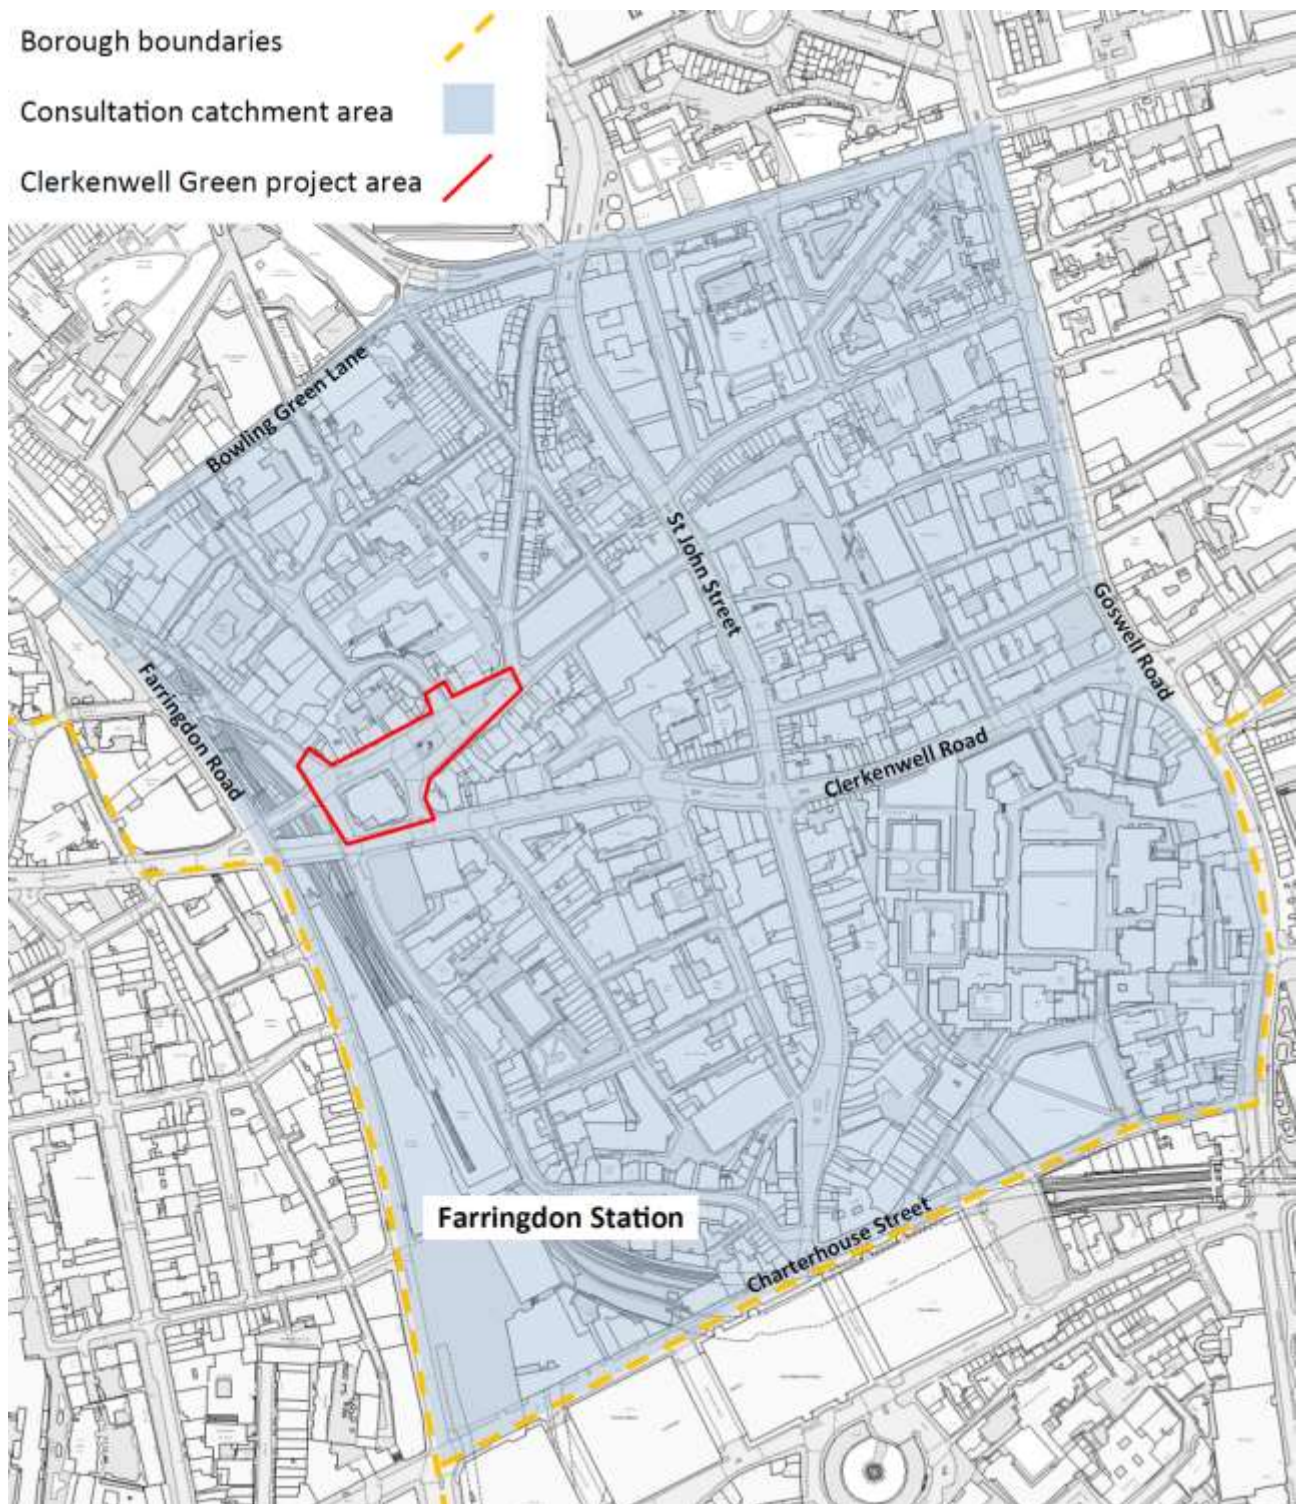 Borough boundaries
Consultation catchment area
Clerkenwell Green project area
Bowling Green Lane
St John Street
Goswell Road
Farringdon Road
Clerkenwell Road
Farringdon Station
Charterhouse Street